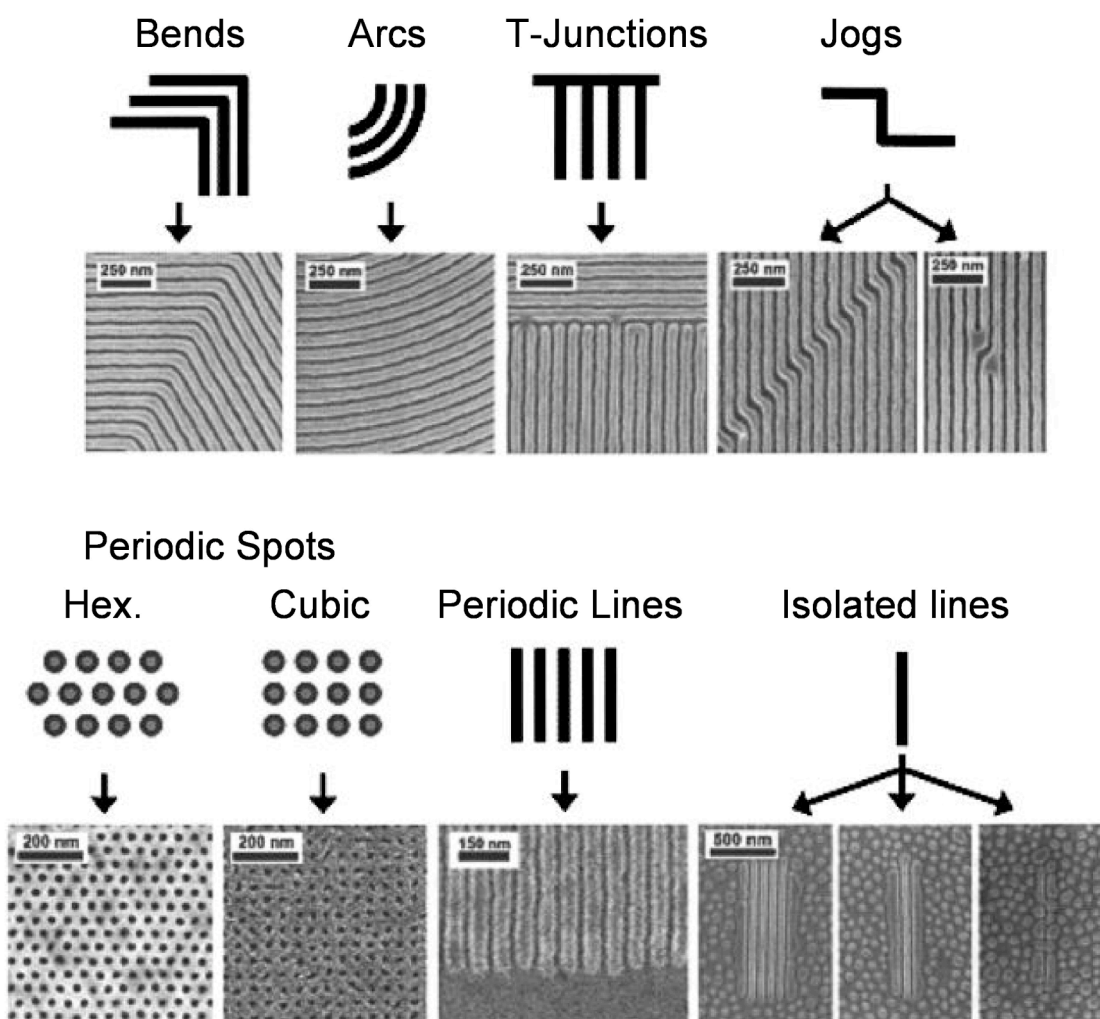 Bends Arcs T-Junctions Jogs
250 nm 250 nm 250 nm 250 nm 250 nm
Periodic Spots
Hex. Cubic Periodic Lines Isolated lines
200 nm 200 nm 150 nm 500 nm